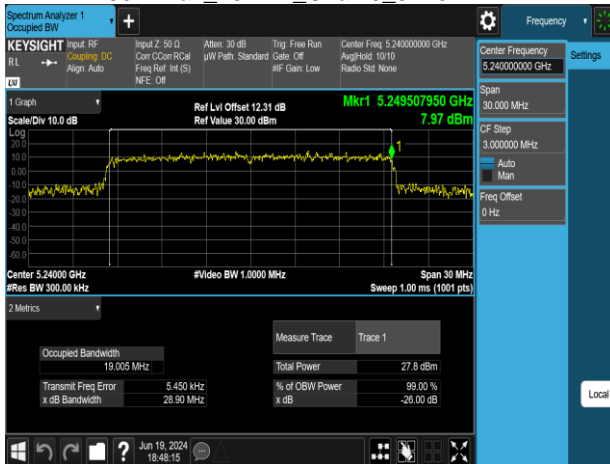 Spectrum Analyzer 1
Occupied BW
Frequency
KEYSIGHT
RL
LXI
Input: RF
Coupling: DC
Align: Auto
Input Z: 50 Ω
Corr CCorr RCal
Freq Ref: Int (S)
NFE: Off
Atten: 30 dB
µW Path: Standard
Trig: Free Run
Gate: Off
#IF Gain: Low
Center Freq: 5.240000000 GHz
Avg|Hold: 10/10
Radio Std: None
Center Frequency
5.240000000 GHz
Settings
Span
30.000 MHz
CF Step
3.000000 MHz
Auto
Man
Freq Offset
0 Hz
Local
1 Graph
Scale/Div 10.0 dB
Ref Lvl Offset 12.31 dB
Ref Value 30.00 dBm
Mkr1 5.249507950 GHz
7.97 dBm
Log
20.0
10.0
0.00
-10.0
-20.0
-30.0
-40.0
-50.0
-60.0
1
Center 5.24000 GHz
#Res BW 300.00 kHz
#Video BW 1.0000 MHz
Span 30 MHz
Sweep 1.00 ms (1001 pts)
2 Metrics
Measure Trace Trace 1
Occupied Bandwidth
19.005 MHz
Total Power 27.8 dBm
Transmit Freq Error 5.450 kHz
% of OBW Power 99.00 %
x dB Bandwidth 28.90 MHz
x dB -26.00 dB
Jun 19, 2024
18:48:15